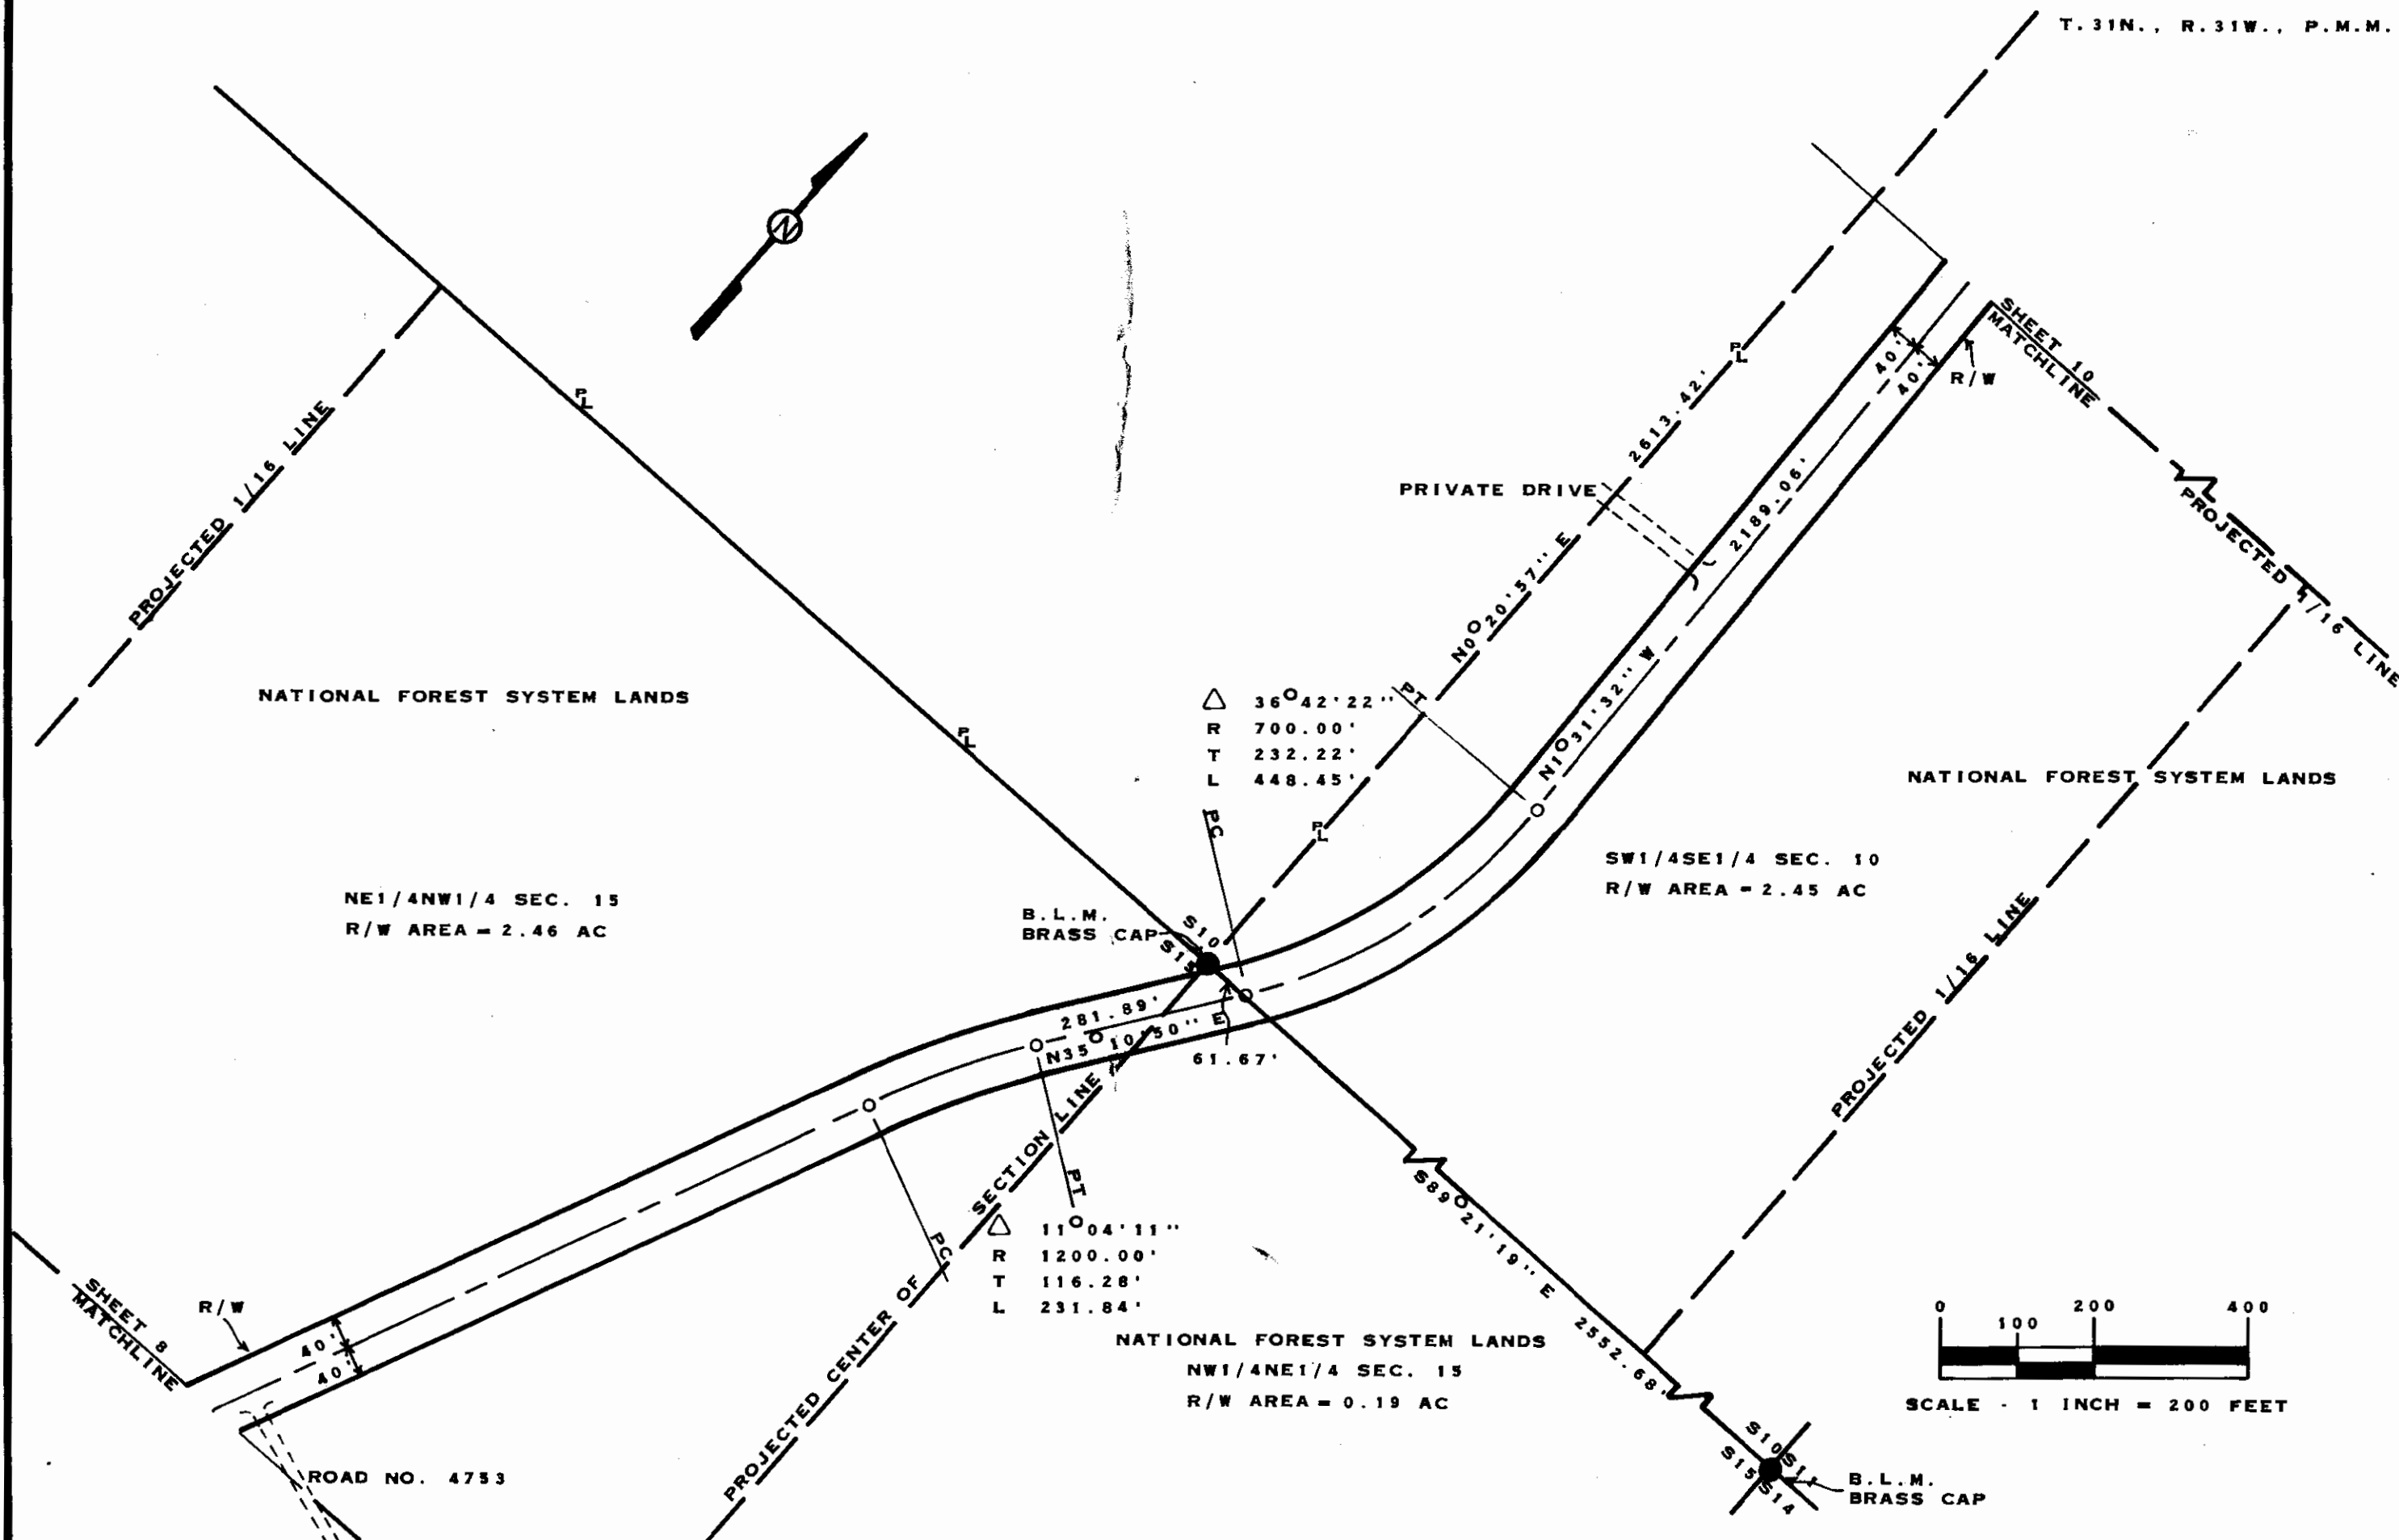 T.31N., R.31W., P.M.M.
N
SHEET 10
MATCHLINE
R/W
40'
40'
PL
2613.42'
PROJECTED 1/16 LINE
PL
PRIVATE DRIVE
2189.06'
PROJECTED 1/16 LINE
N0°20'57" E
NATIONAL FOREST SYSTEM LANDS
△ 36°42'22"
R 700.00'
T 232.22'
L 448.45'
PT
N1°31'32" W
PL
NATIONAL FOREST SYSTEM LANDS
PC
PL
SW1/4SE1/4 SEC. 10
R/W AREA = 2.45 AC
NE1/4NW1/4 SEC. 15
R/W AREA = 2.46 AC
B.L.M.
BRASS CAP
S10
S15
281.89'
N35°10'50" E
61.67'
PROJECTED 1/16 LINE
PROJECTED CENTER OF SECTION LINE
PT
PC
△ 11°04'11"
R 1200.00'
T 116.28'
L 231.84'
S89°21'19" E 2552.68'
SHEET 8
MATCHLINE
R/W
40'
40'
NATIONAL FOREST SYSTEM LANDS
NW1/4NE1/4 SEC. 15
R/W AREA = 0.19 AC
0 100 200 400
SCALE - 1 INCH = 200 FEET
ROAD NO. 4753
S10 S11
S15 S14
B.L.M.
BRASS CAP